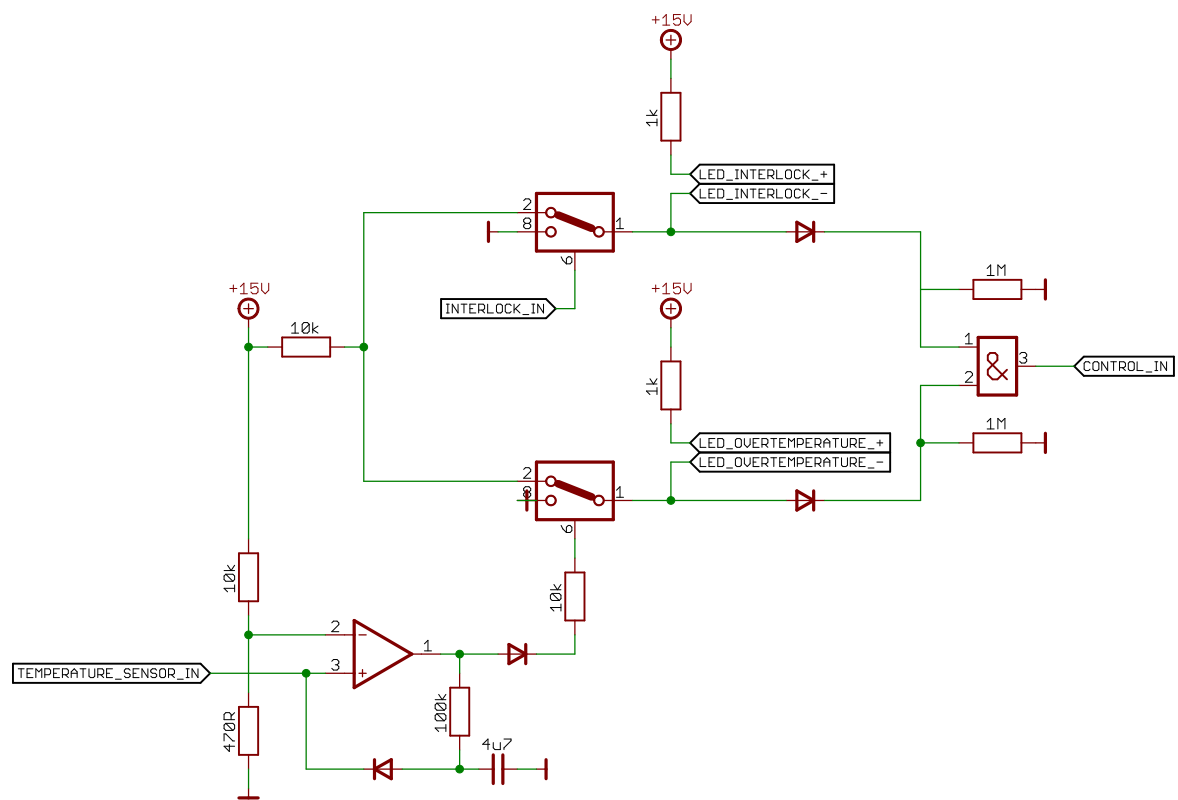 +15V
1k
LED_INTERLOCK_+
LED_INTERLOCK_-
2
8
1
6
INTERLOCK_IN
1M
+15V
10k
+15V
1k
1
2
&
3
CONTROL_IN
1M
LED_OVERTEMPERATURE_+
LED_OVERTEMPERATURE_-
2
8
1
6
10k
10k
2
-
3
+
1
TEMPERATURE_SENSOR_IN
470R
100k
4u7